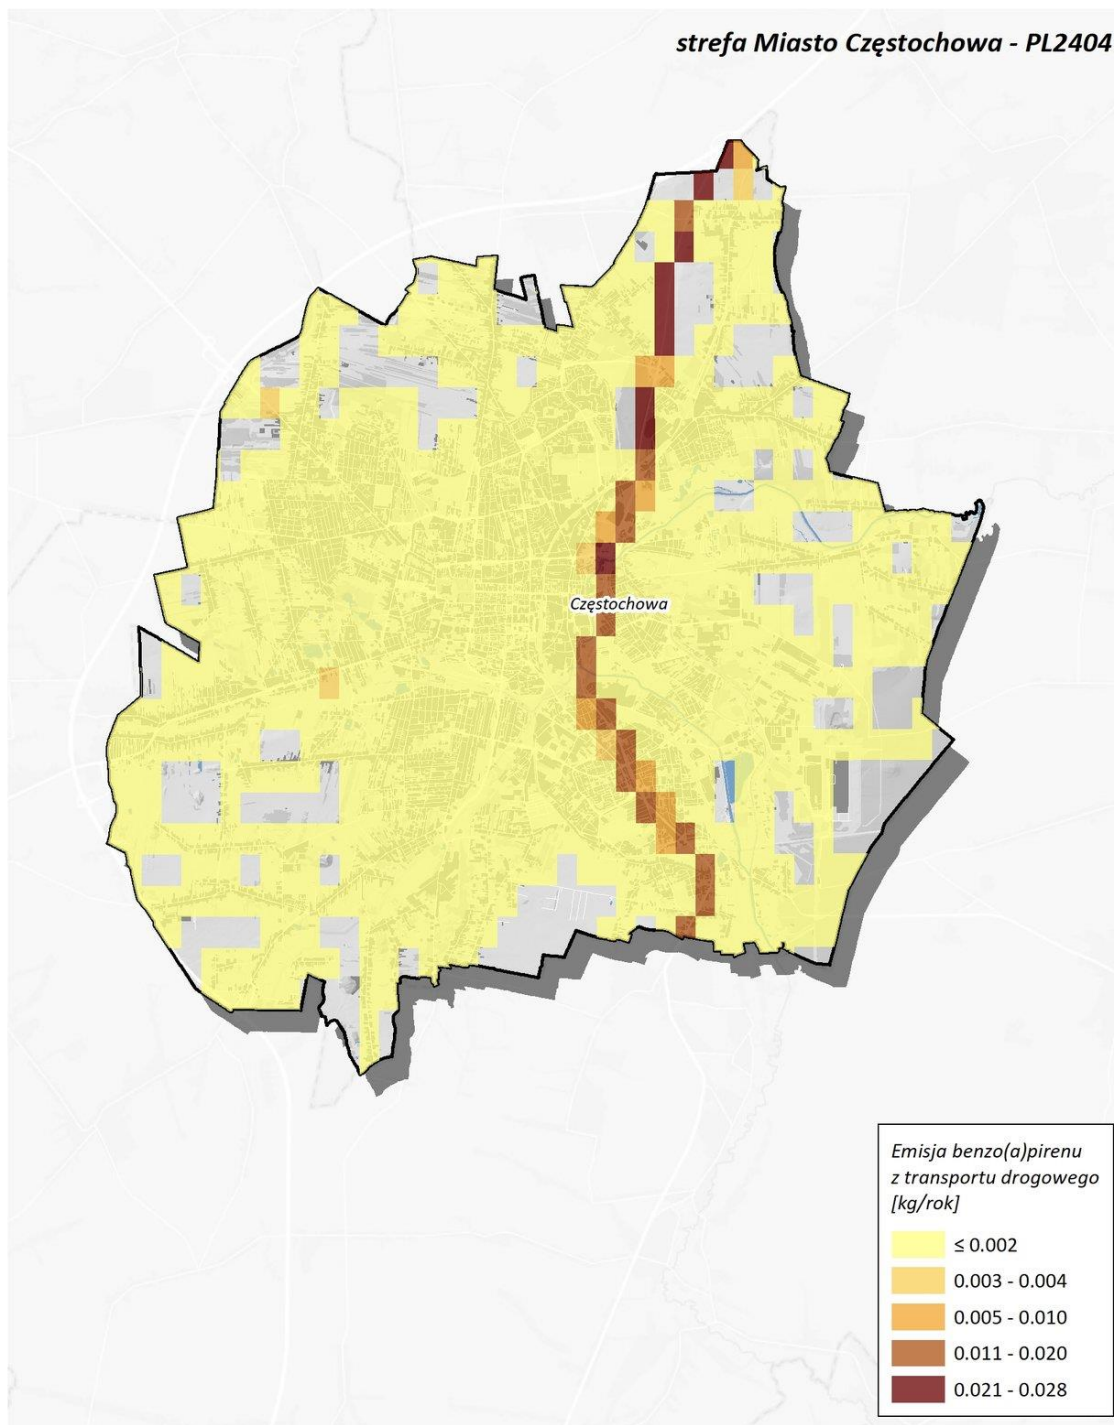 strefa Miasto Częstochowa - PL2404
Częstochowa
Emisja benzo(a)pirenu
z transportu drogowego
[kg/rok]
≤ 0.002
0.003 - 0.004
0.005 - 0.010
0.011 - 0.020
0.021 - 0.028